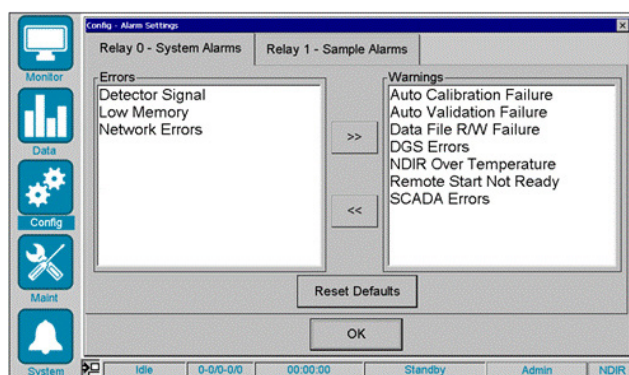 Config - Alarm Settings
Relay 0 - System Alarms
Relay 1 - Sample Alarms
Monitor
Data
Config
Maint
System
Errors
Detector Signal
Low Memory
Network Errors
>>
<<
Warnings
Auto Calibration Failure
Auto Validation Failure
Data File R/W Failure
DGS Errors
NDIR Over Temperature
Remote Start Not Ready
SCADA Errors
Reset Defaults
OK
Idle
0-0/0-0/0
00:00:00
Standby
Admin
NDIR